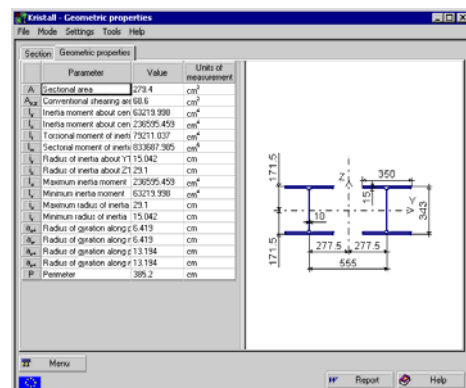 Kristall - Geometric properties
File Mode Settings Tools Help
Section Geometric properties
Parameter Value Units of measurement
A Sectional area 279.4 cm²
Conventional shearing are 68.6 cm²
Inertia moment about cen 63219.998 cm⁴
Inertia moment about cen 236595.459 cm⁴
Torsional moment of inerti 79211.037 cm⁴
Sectorial moment of inertia 833687.985 cm⁶
Radius of inertia about Y1 15.042 cm
Radius of inertia about Z1 29.1 cm
Maximum inertia moment 236595.459 cm⁴
Minimum inertia moment 63219.998 cm⁴
Maximum radius of inertia 29.1 cm
Minimum radius of inertia 15.042 cm
Radius of gyration along p 6.419 cm
Radius of gyration along r 6.419 cm
Radius of gyration along p 13.194 cm
Radius of gyration along r 13.194 cm
P Perimeter 385.2 cm
171.5
171.5
Z
350
15
Y
343
10
277.5 277.5
555
Menu
Report Help